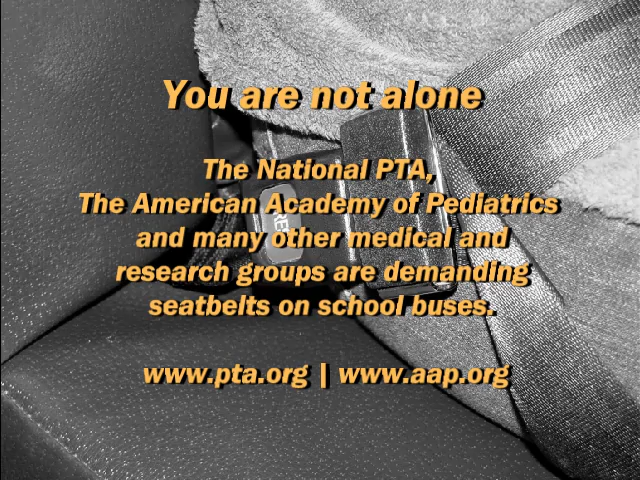 You are not alone
The National PTA,
The American Academy of Pediatrics
and many other medical and
research groups are demanding
seatbelts on school buses.
www.pta.org | www.aap.org